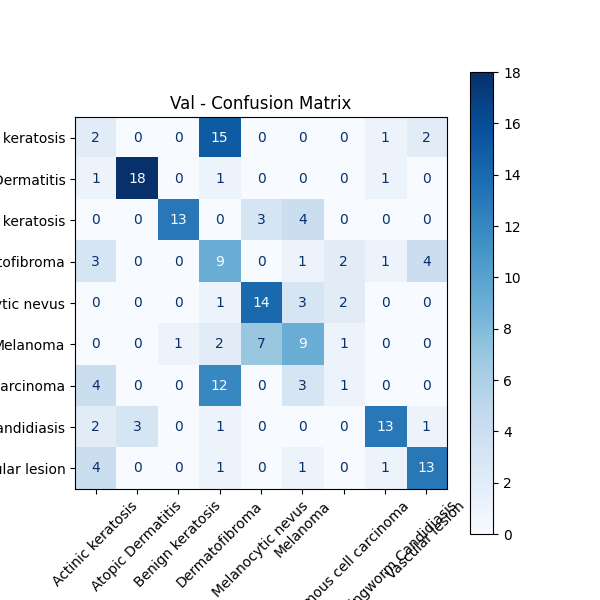 Val - Confusion Matrix
keratosis 2 0 0 15 0 0 0 1 2
Dermatitis 1 18 0 1 0 0 0 1 0
keratosis 0 0 13 0 3 4 0 0 0
tofibroma 3 0 0 9 0 1 2 1 4
ytic nevus 0 0 0 1 14 3 2 0 0
Melanoma 0 0 1 2 7 9 1 0 0
arcinoma 4 0 0 12 0 3 1 0 0
andidiasis 2 3 0 1 0 0 0 13 1
ular lesion 4 0 0 1 0 1 0 1 13
Actinic keratosis
Atopic Dermatitis
Benign keratosis
Dermatofibroma
Melanocytic nevus
Melanoma
mous cell carcinoma
ngworm Candidiasis
Vascular lesion
18
16
14
12
10
8
6
4
2
0